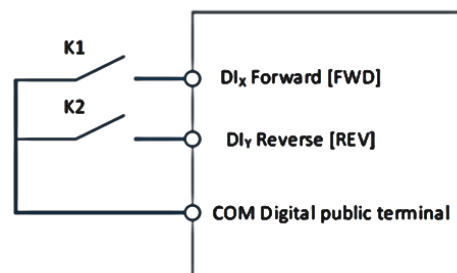 K1
DIX Forward [FWD]
K2
DIY Reverse [REV]
COM Digital public terminal